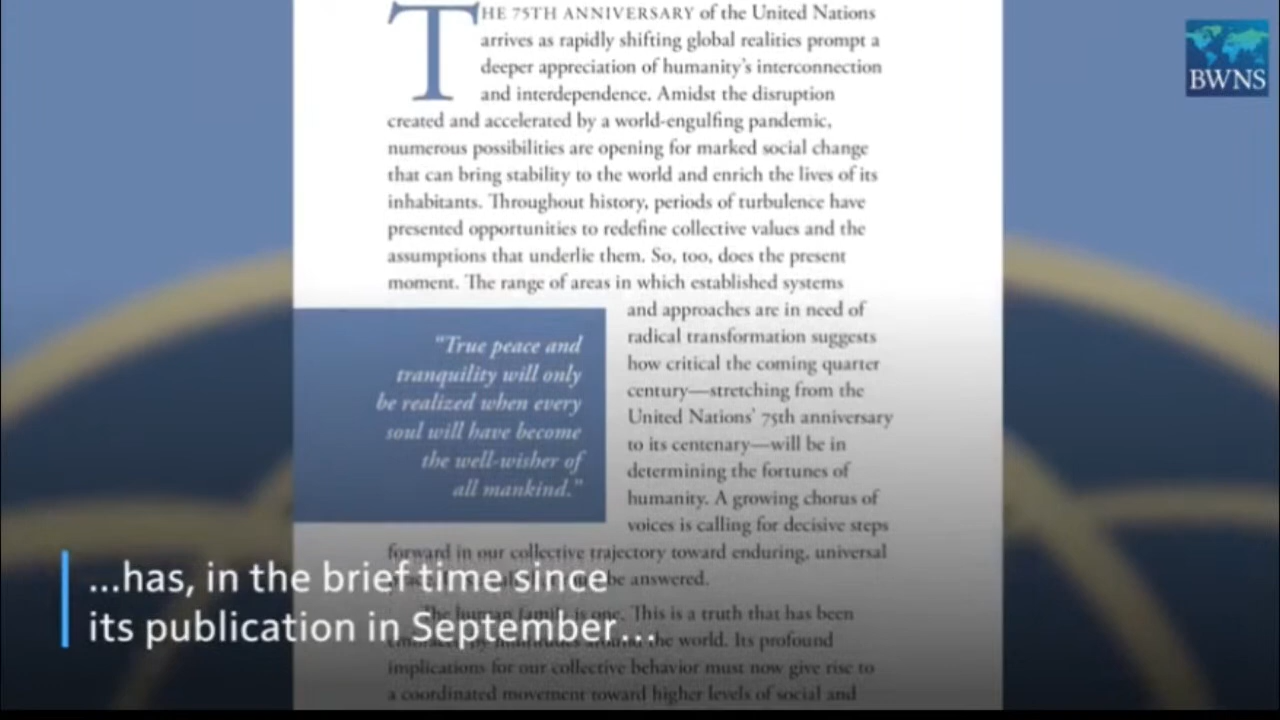 THE 75TH ANNIVERSARY of the United Nations
arrives as rapidly shifting global realities prompt a
deeper appreciation of humanity's interconnection
and interdependence. Amidst the disruption
created and accelerated by a world-engulfing pandemic,
numerous possibilities are opening for marked social change
that can bring stability to the world and enrich the lives of its
inhabitants. Throughout history, periods of turbulence have
presented opportunities to redefine collective values and the
assumptions that underlie them. So, too, does the present
moment. The range of areas in which established systems
and approaches are in need of
radical transformation suggests
how critical the coming quarter
century—stretching from the
United Nations' 75th anniversary
to its centenary—will be in
determining the fortunes of
humanity. A growing chorus of
voices is calling for decisive steps
forward in our collective trajectory toward enduring, universal
be answered.
The human family is one. This is a truth that has been
the world. Its profound
implications for our collective behavior must now give rise to
a coordinated movement toward higher levels of social and
"True peace and
tranquility will only
be realized when every
soul will have become
the well-wisher of
all mankind."
...has, in the brief time since
its publication in September...
BWNS